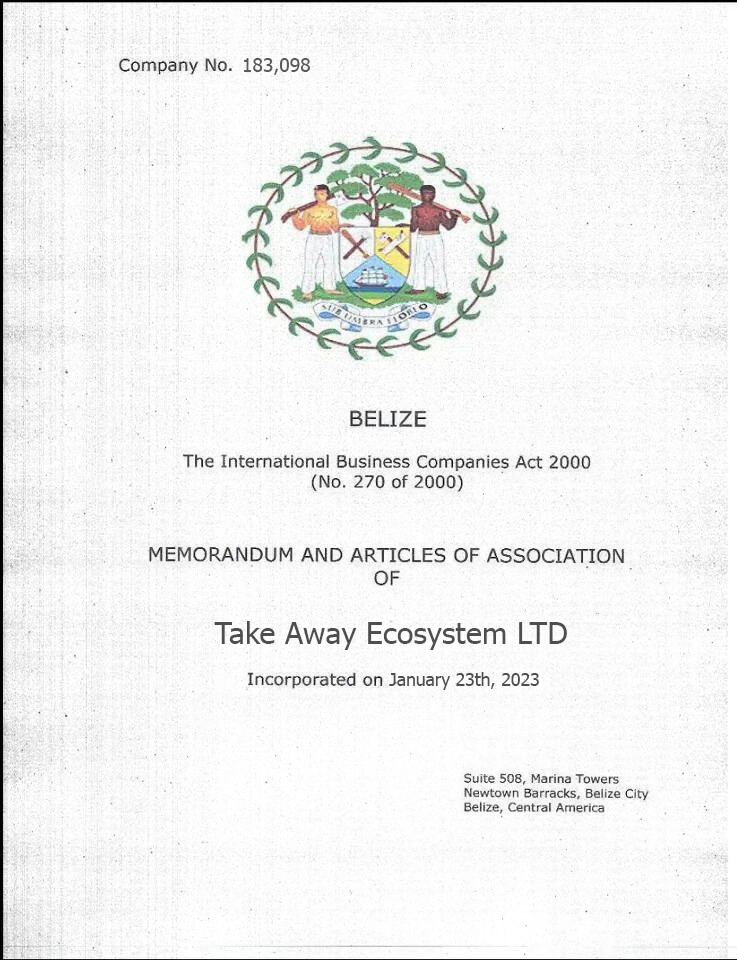 Company No. 183,098
SUB UMBRA FLOREO
BELIZE
The International Business Companies Act 2000
(No. 270 of 2000)
MEMORANDUM AND ARTICLES OF ASSOCIATION
OF
Take Away Ecosystem LTD
Incorporated on January 23th, 2023
Suite 508, Marina Towers
Newtown Barracks, Belize City
Belize, Central America